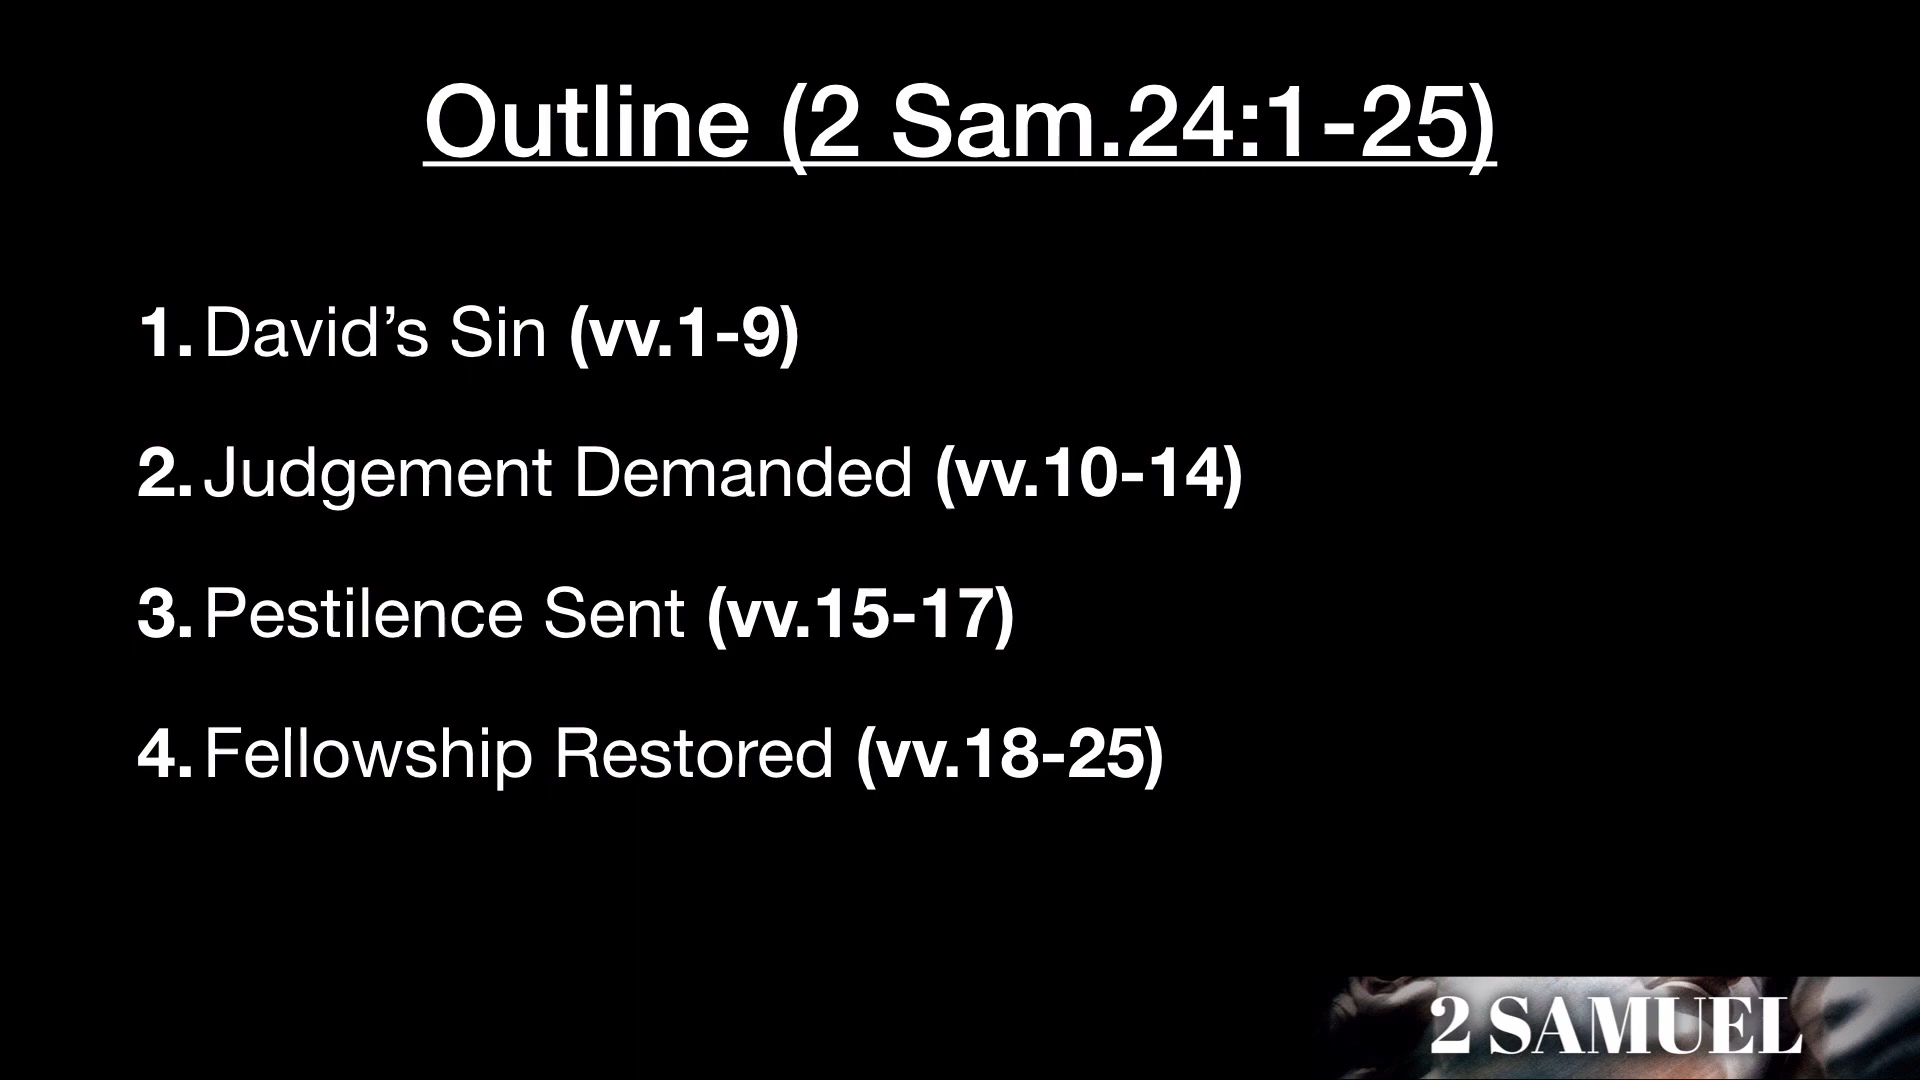 Outline (2 Sam.24:1-25)
1. David’s Sin (vv.1-9)
2. Judgement Demanded (vv.10-14)
3. Pestilence Sent (vv.15-17)
4. Fellowship Restored (vv.18-25)
2 SAMUEL